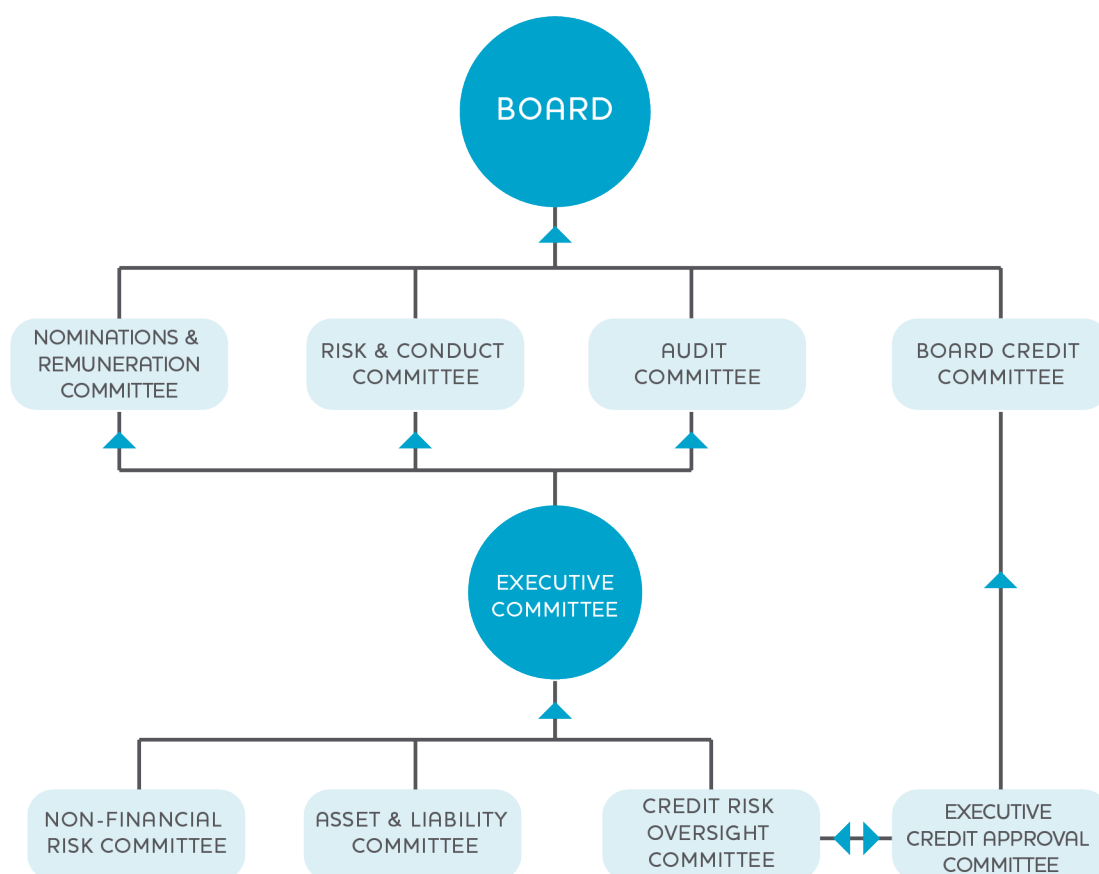 BOARD
NOMINATIONS &
REMUNERATION
COMMITTEE
RISK & CONDUCT
COMMITTEE
AUDIT
COMMITTEE
BOARD CREDIT
COMMITTEE
EXECUTIVE
COMMITTEE
NON-FINANCIAL
RISK COMMITTEE
ASSET & LIABILITY
COMMITTEE
CREDIT RISK
OVERSIGHT
COMMITTEE
EXECUTIVE
CREDIT APPROVAL
COMMITTEE